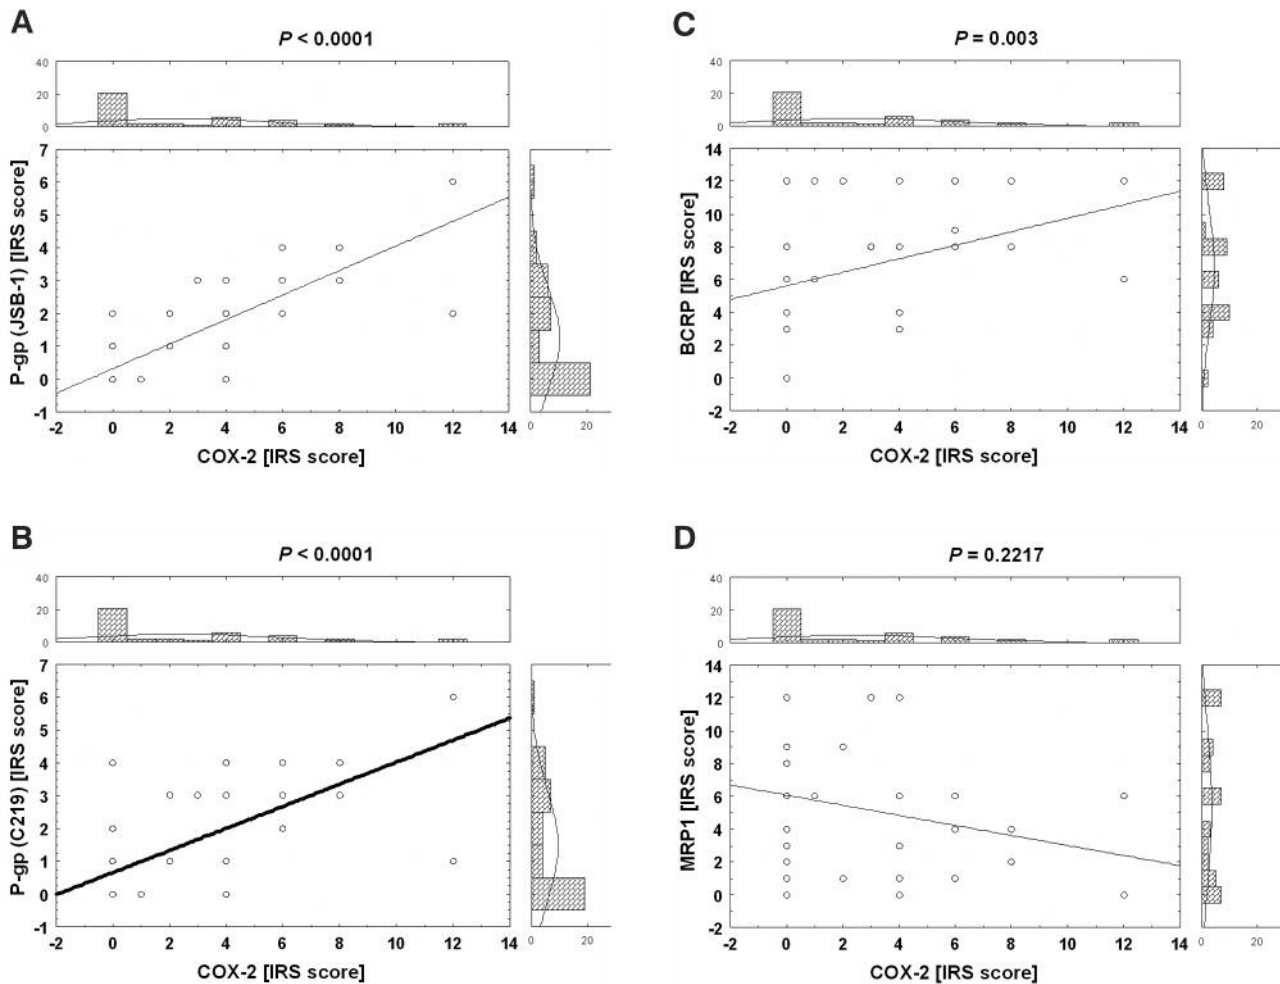 A
P < 0.0001
40
20
0
7
6
5
4
3
2
1
0
-1
P-gp (JSB-1) [IRS score]
-2 0 2 4 6 8 10 12 14
0 20
COX-2 [IRS score]
C
P = 0.003
40
20
0
14
12
10
8
6
4
2
0
-2
BCRP [IRS score]
-2 0 2 4 6 8 10 12 14
0 20
COX-2 [IRS score]
B
P < 0.0001
40
20
0
7
6
5
4
3
2
1
0
-1
P-gp (C219) [IRS score]
-2 0 2 4 6 8 10 12 14
0 20
COX-2 [IRS score]
D
P = 0.2217
40
20
0
14
12
10
8
6
4
2
0
-2
MRP1 [IRS score]
-2 0 2 4 6 8 10 12 14
0 20
COX-2 [IRS score]